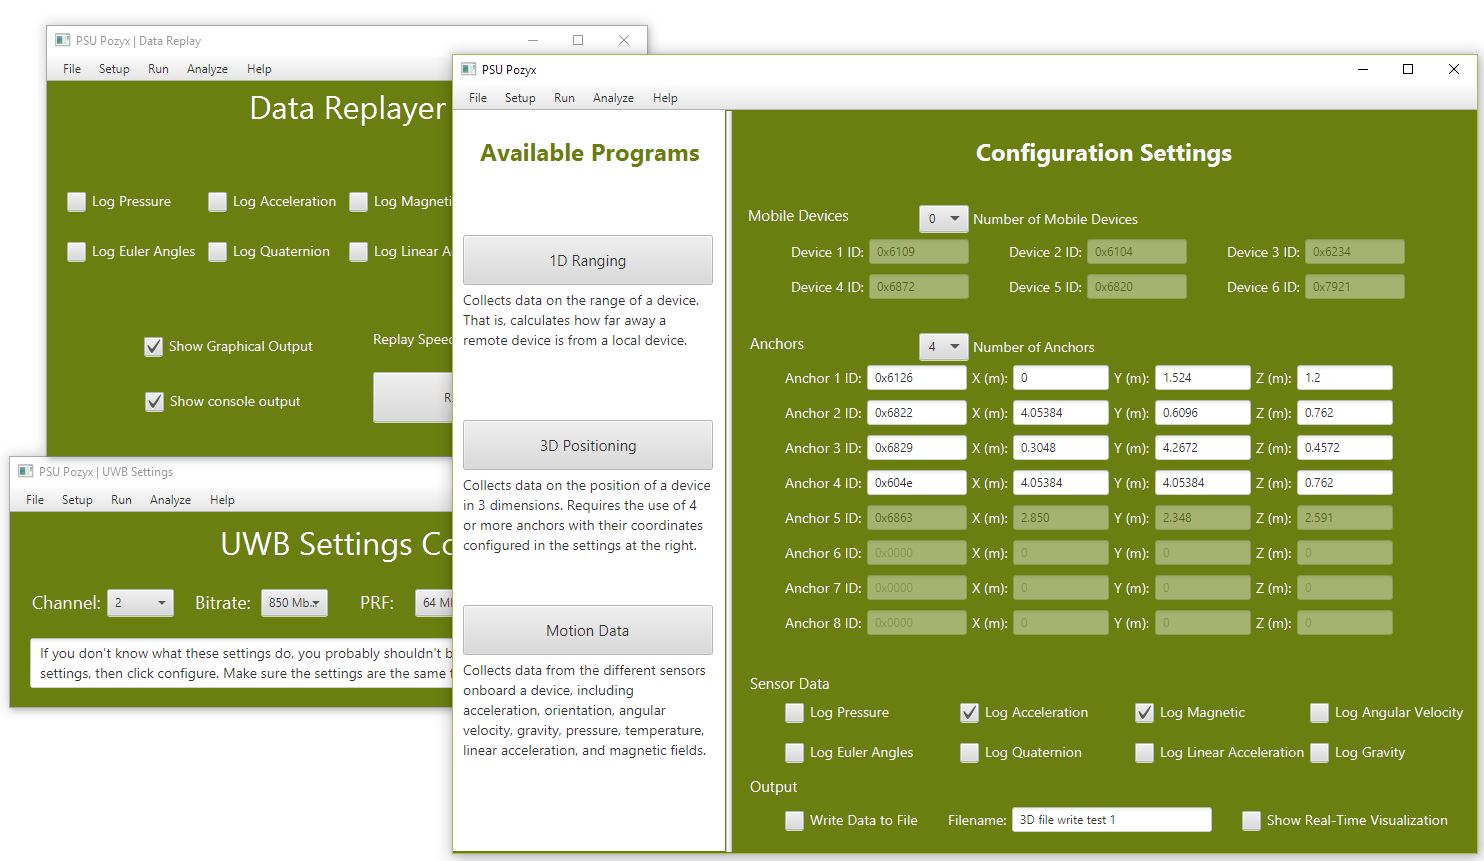 PSU Pozyx | Data Replay
File Setup Run Analyze Help
Data Replayer
Log Pressure Log Acceleration Log Magneti
Log Euler Angles Log Quaternion Log Linear A
Show Graphical Output
Replay Speed
Show console output
R
PSU Pozyx | UWB Settings
File Setup Run Analyze Help
UWB Settings Co
Channel: 2 Bitrate: 850 Mb... PRF: 64 M
If you don't know what these settings do, you probably shouldn't b
settings, then click configure. Make sure the settings are the same f
PSU Pozyx
File Setup Run Analyze Help
Available Programs
1D Ranging
Collects data on the range of a device.
That is, calculates how far away a
remote device is from a local device.
3D Positioning
Collects data on the position of a device
in 3 dimensions. Requires the use of 4
or more anchors with their coordinates
configured in the settings at the right.
Motion Data
Collects data from the different sensors
onboard a device, including
acceleration, orientation, angular
velocity, gravity, pressure, temperature,
linear acceleration, and magnetic fields.
Configuration Settings
Mobile Devices 0 Number of Mobile Devices
Device 1 ID: 0x6109 Device 2 ID: 0x6104 Device 3 ID: 0x6234
Device 4 ID: 0x6872 Device 5 ID: 0x6820 Device 6 ID: 0x7921
Anchors 4 Number of Anchors
Anchor 1 ID: 0x6126 X (m): 0 Y (m): 1.524 Z (m): 1.2
Anchor 2 ID: 0x6822 X (m): 4.05384 Y (m): 0.6096 Z (m): 0.762
Anchor 3 ID: 0x6829 X (m): 0.3048 Y (m): 4.2672 Z (m): 0.4572
Anchor 4 ID: 0x604e X (m): 4.05384 Y (m): 4.05384 Z (m): 0.762
Anchor 5 ID: 0x6863 X (m): 2.850 Y (m): 2.348 Z (m): 2.591
Anchor 6 ID: 0x0000 X (m): 0 Y (m): 0 Z (m): 0
Anchor 7 ID: 0x0000 X (m): 0 Y (m): 0 Z (m): 0
Anchor 8 ID: 0x0000 X (m): 0 Y (m): 0 Z (m): 0
Sensor Data
Log Pressure Log Acceleration Log Magnetic Log Angular Velocity
Log Euler Angles Log Quaternion Log Linear Acceleration Log Gravity
Output
Write Data to File Filename: 3D file write test 1 Show Real-Time Visualization